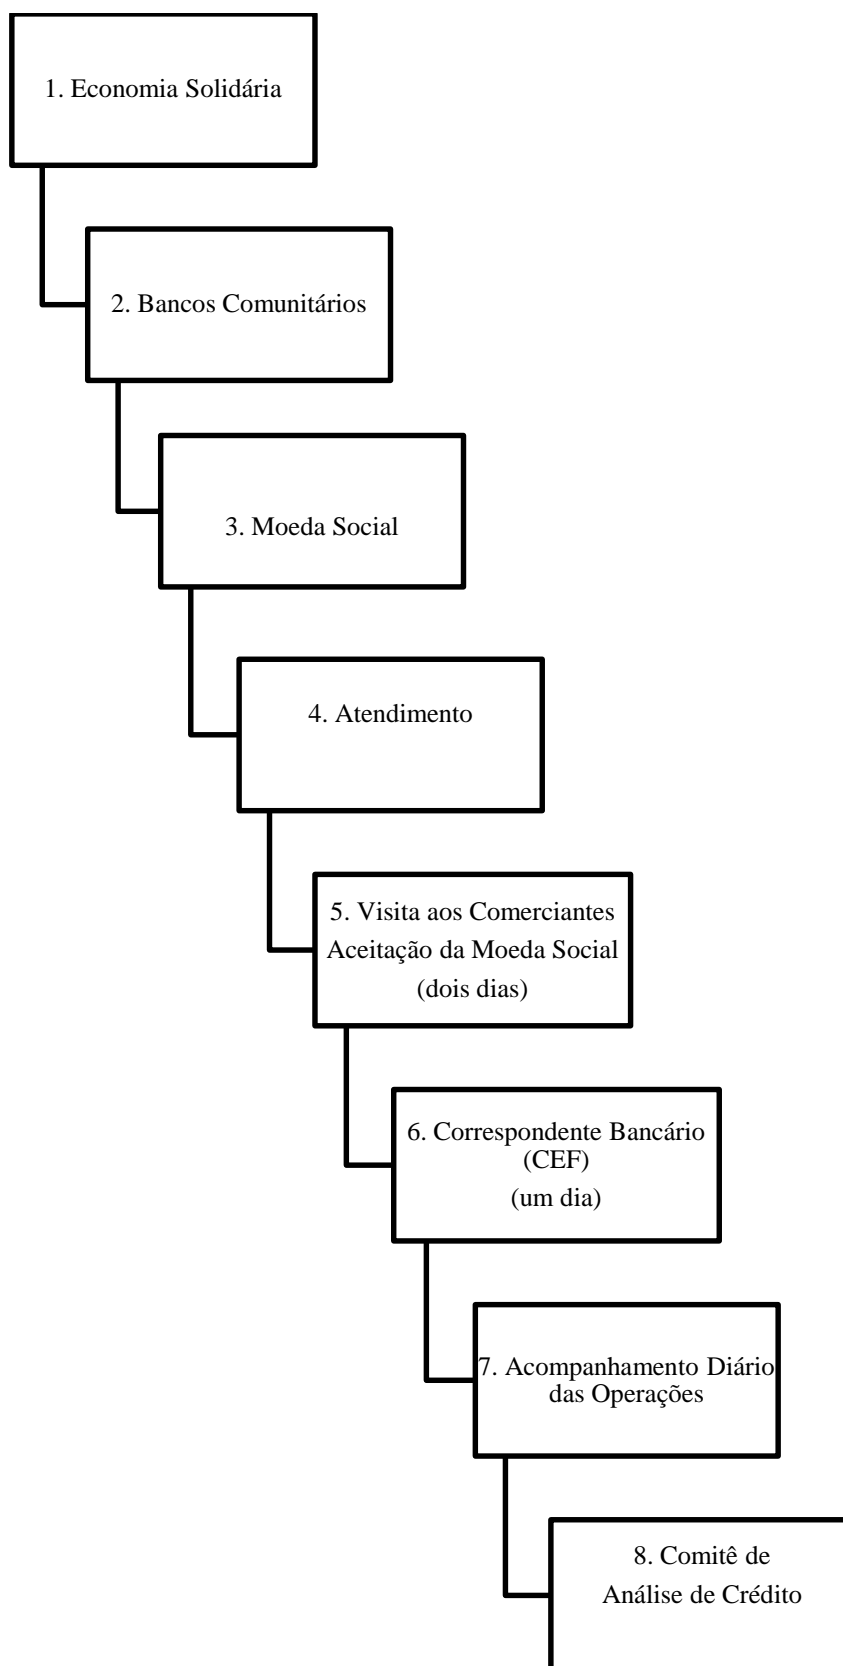 1. Economia Solidária
2. Bancos Comunitários
3. Moeda Social
4. Atendimento
5. Visita aos Comerciantes
Aceitação da Moeda Social
(dois dias)
6. Correspondente Bancário
(CEF)
(um dia)
7. Acompanhamento Diário
das Operações
8. Comitê de
Análise de Crédito